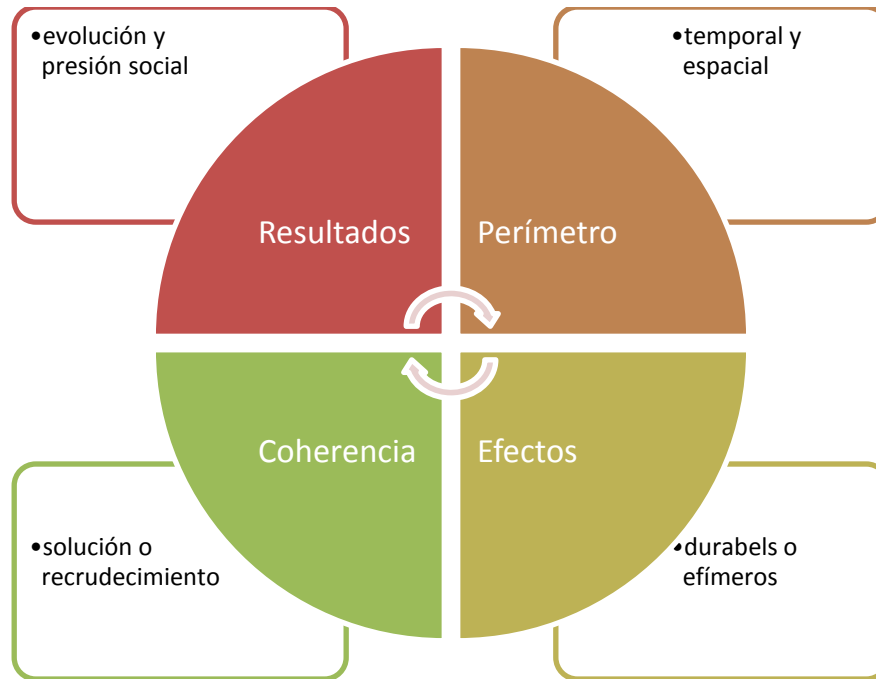 •evolución y
presión social
•temporal y
espacial
Resultados
Perímetro
Coherencia
Efectos
•solución o
recrudecimiento
•durabels o
efímeros